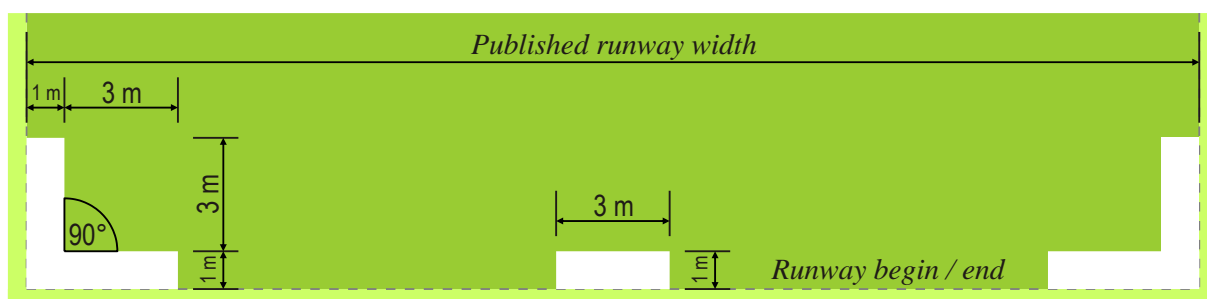 Published runway width
1 m
3 m
3 m
90°
1 m
3 m
1 m
Runway begin / end